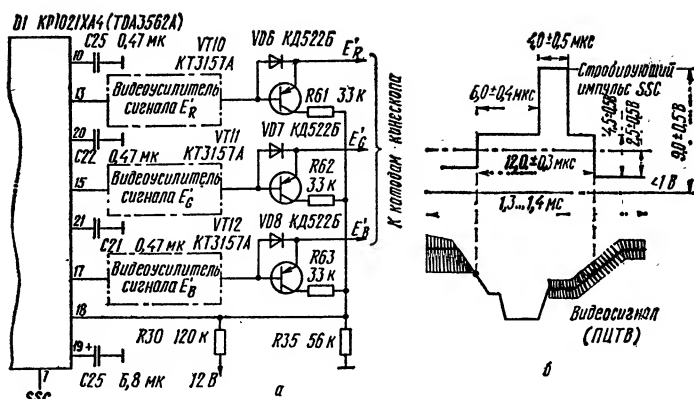 D1 КР1021ХА4 (TDA3562A)
C25 0,47 мк
10
13
Видеоусилитель
сигнала E'R
VT10
КТ3157А
VD6 КД522Б
E'R
R61 33 к
20
C22 0,47 мк
15
Видеоусилитель
сигнала E'G
VT11
КТ3157А
VD7 КД522Б
E'G
R62
33 к
21
C21 0,47 мк
17
Видеоусилитель
сигнала E'B
VT12
КТ3157А
VD8 КД522Б
E'B
R63
33 к
К катодам кинескопа
18
R30 120 к
R35 56 к
19 +
C25 6,8 мк
12 В
7
SSC
а
4,0±0,5 мкс
Стробирующий
импульс SSC
6,0±0,4 мкс
4,5±0,5В
2,5±0,5В
9,0±0,5В
12,0±0,3 мкс
<1 В
1,3...1,4 мс
Видеосигнал
(ПЦТВ)
в